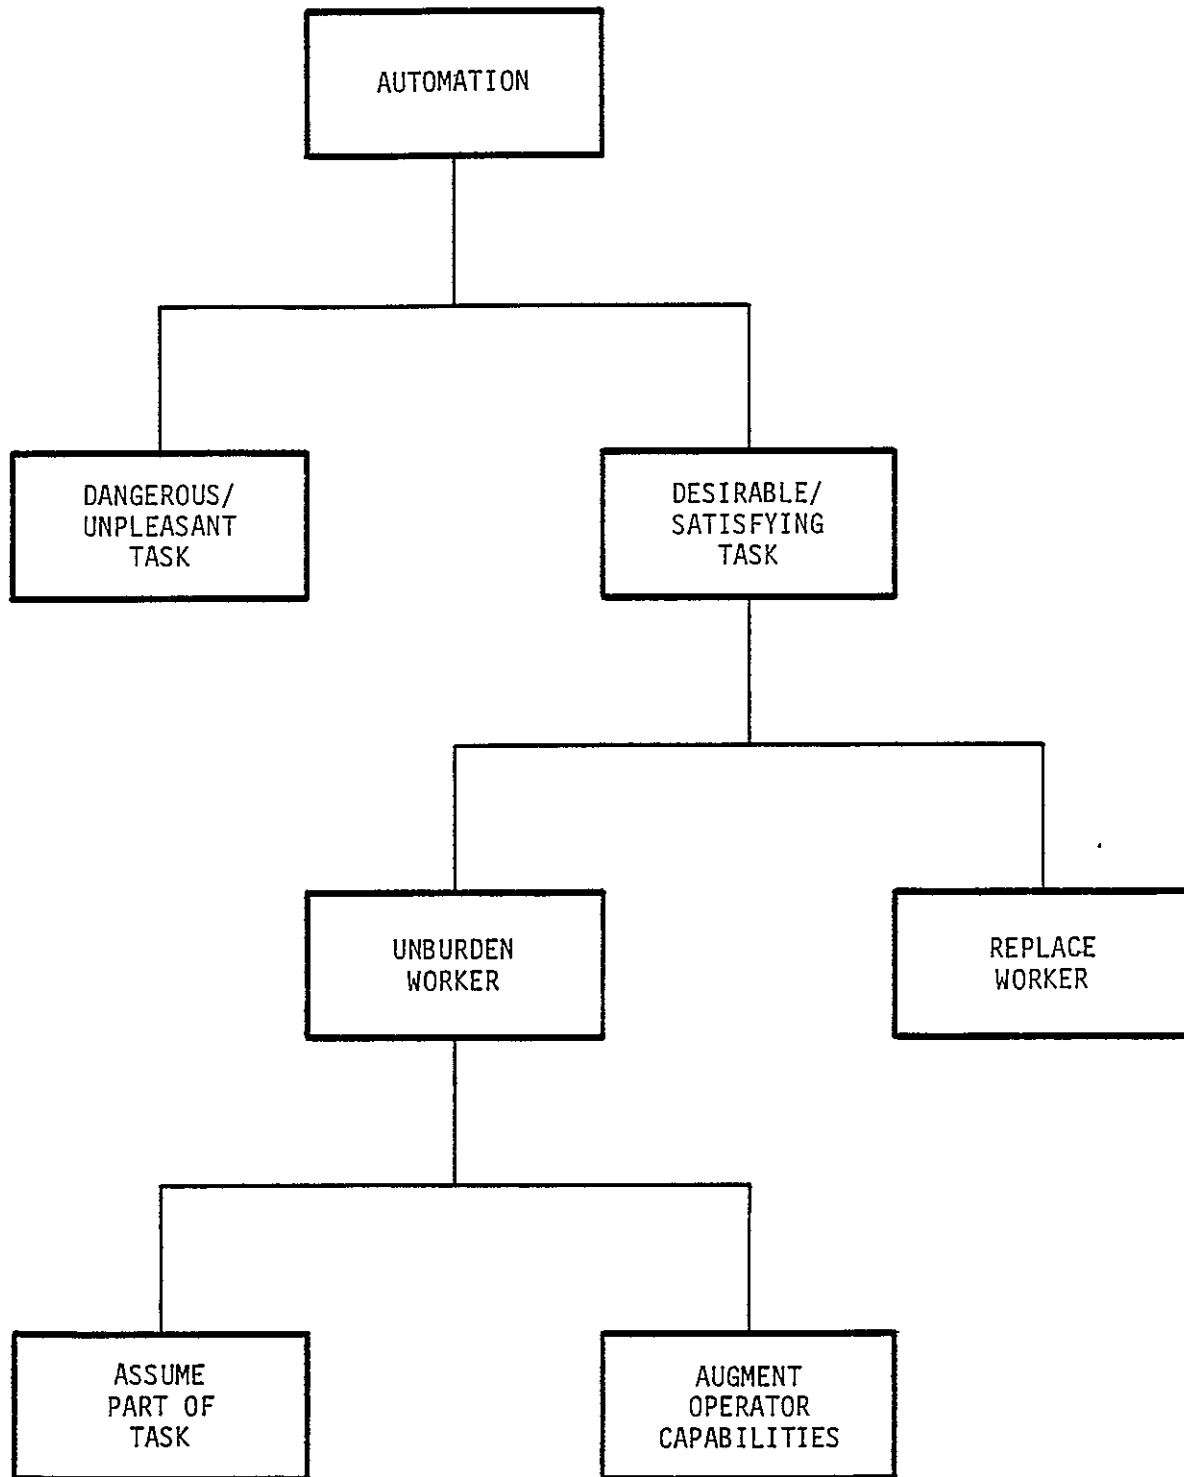 AUTOMATION
DANGEROUS/
UNPLEASANT
TASK
DESIRABLE/
SATISFYING
TASK
UNBURDEN
WORKER
REPLACE
WORKER
ASSUME
PART OF
TASK
AUGMENT
OPERATOR
CAPABILITIES